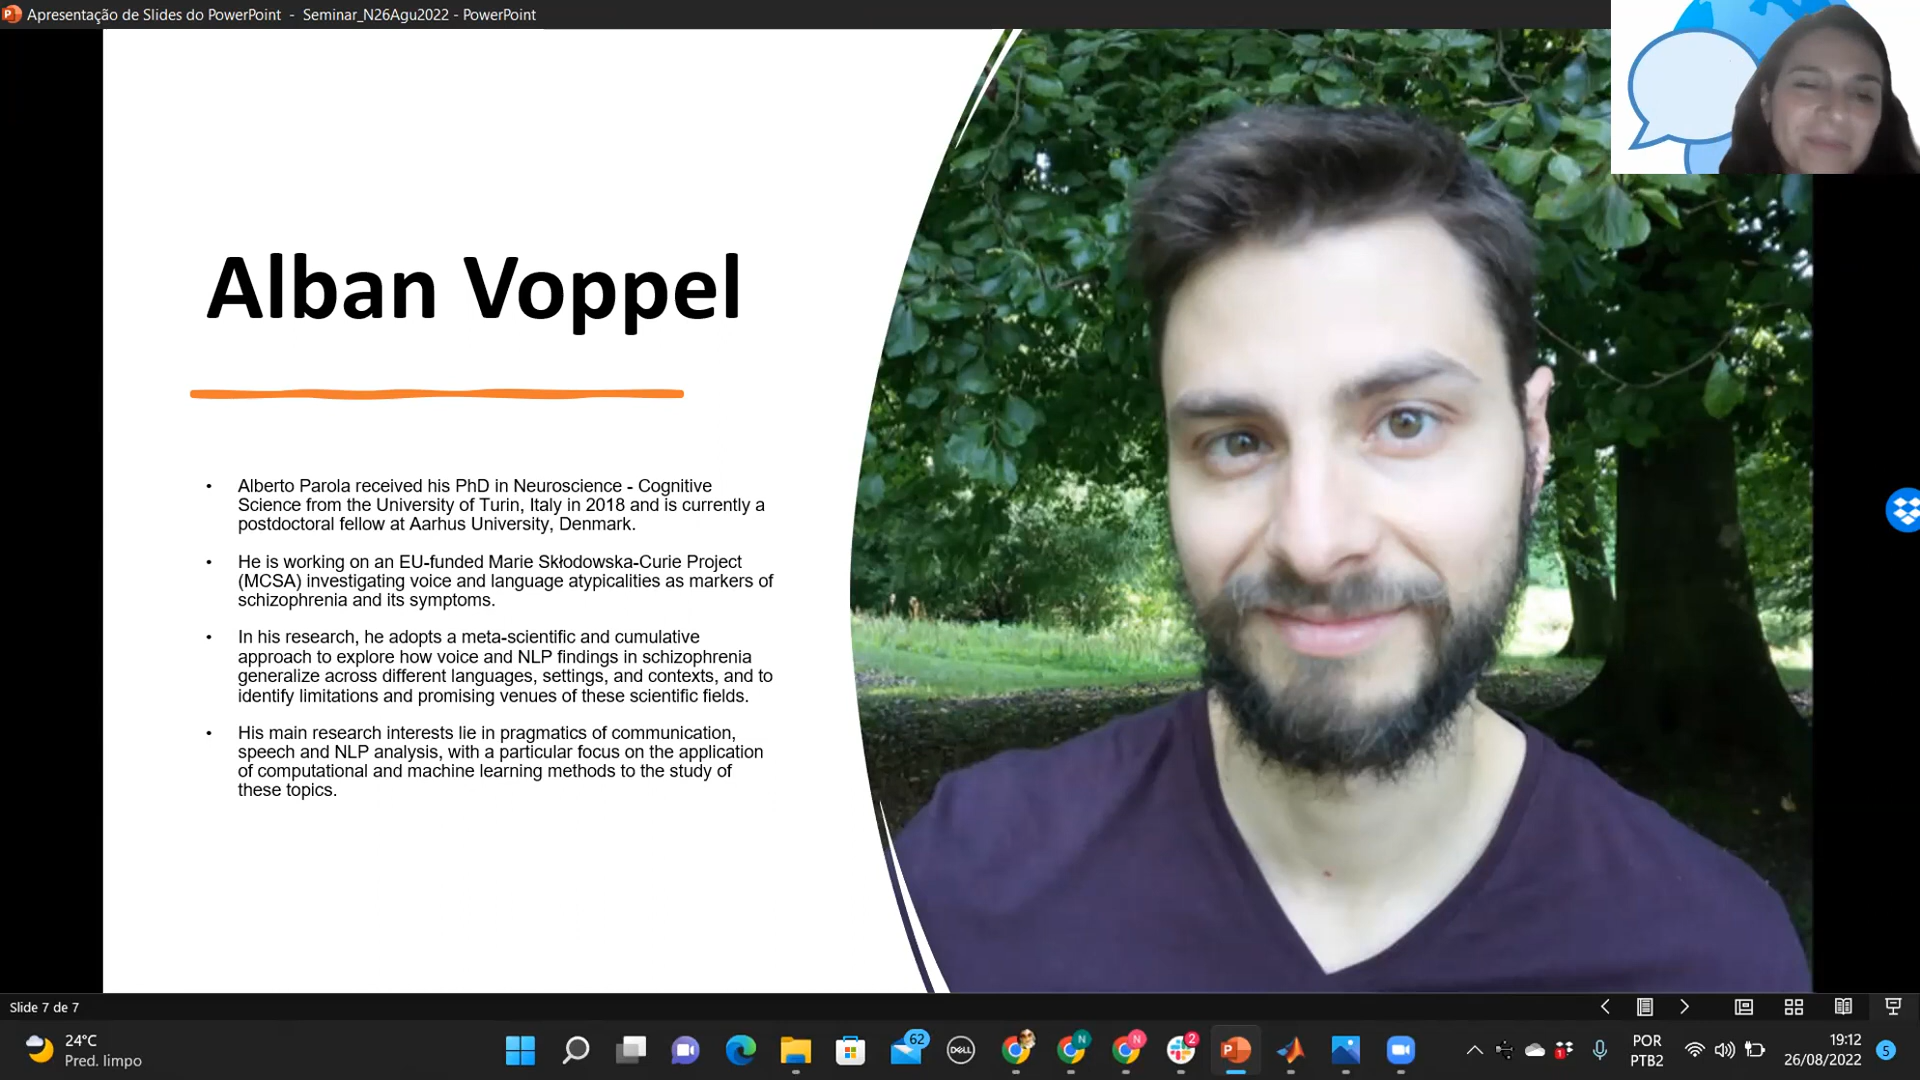 Apresentação de Slides do PowerPoint - Seminar_N26Agu2022 - PowerPoint
Alban Voppel
• Alberto Parola received his PhD in Neuroscience - Cognitive
Science from the University of Turin, Italy in 2018 and is currently a
postdoctoral fellow at Aarhus University, Denmark.
• He is working on an EU-funded Marie Skłodowska-Curie Project
(MCSA) investigating voice and language atypicalities as markers of
schizophrenia and its symptoms.
• In his research, he adopts a meta-scientific and cumulative
approach to explore how voice and NLP findings in schizophrenia
generalize across different languages, settings, and contexts, and to
identify limitations and promising venues of these scientific fields.
• His main research interests lie in pragmatics of communication,
speech and NLP analysis, with a particular focus on the application
of computational and machine learning methods to the study of
these topics.
Slide 7 de 7
24°C
Pred. limpo
62
DELL
N
N
2
1
POR
PTB2
19:12
26/08/2022
5